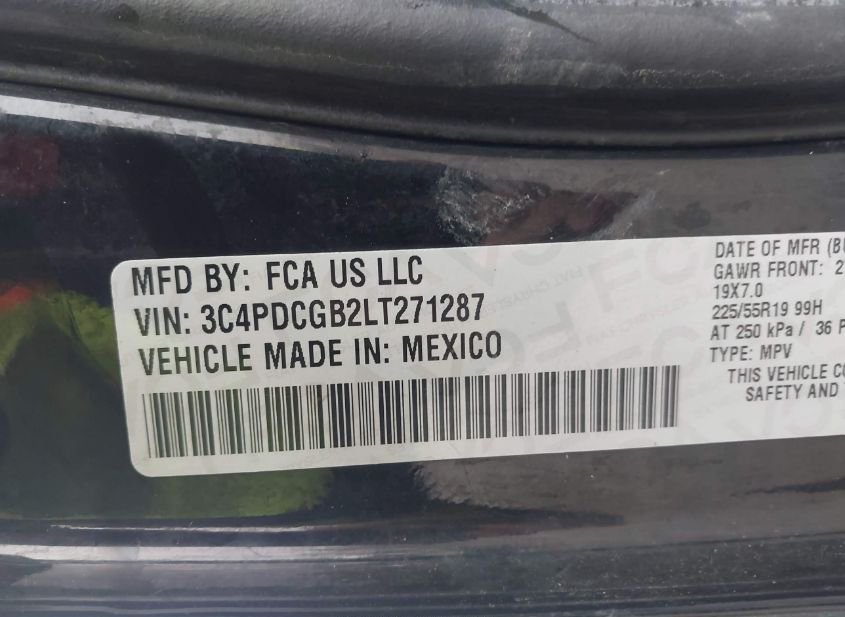 MFD BY: FCA US LLC
VIN: 3C4PDCGB2LT271287
VEHICLE MADE IN: MEXICO
DATE OF MFR
GAWR FRONT:
19X7.0
225/55R19 99H
AT 250 kPa / 36
TYPE: MPV
THIS VEHICLE
SAFETY AND